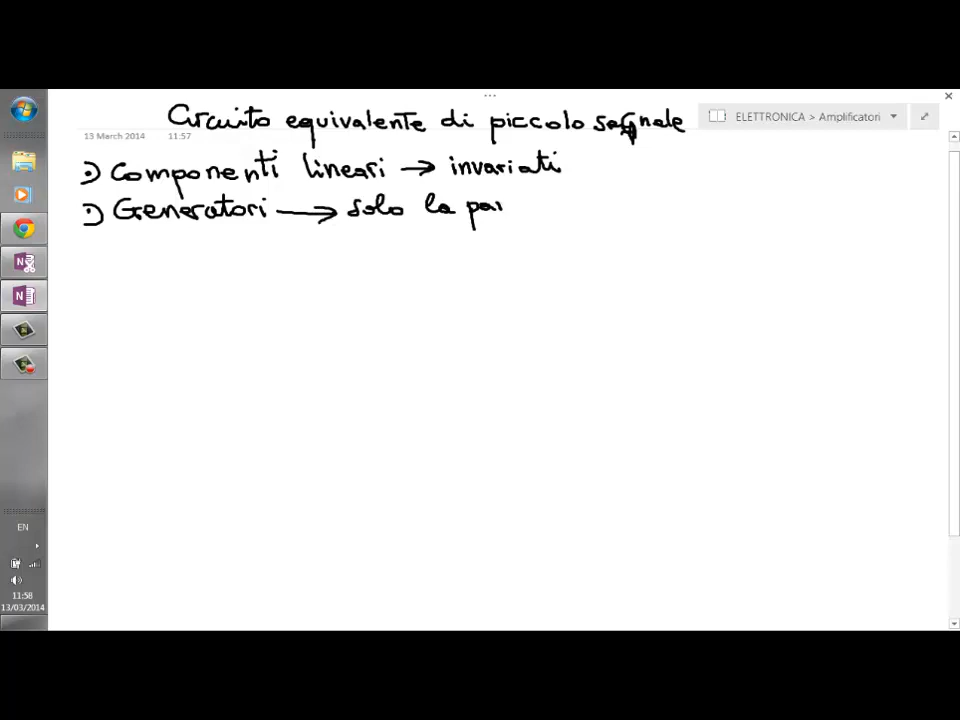 Circuito equivalente di piccolo segnale
ELETTRONICA > Amplificatori
13 March 2014 11:57
Componenti lineari → invariati
Generatori → solo la par
EN
11:58
13/03/2014